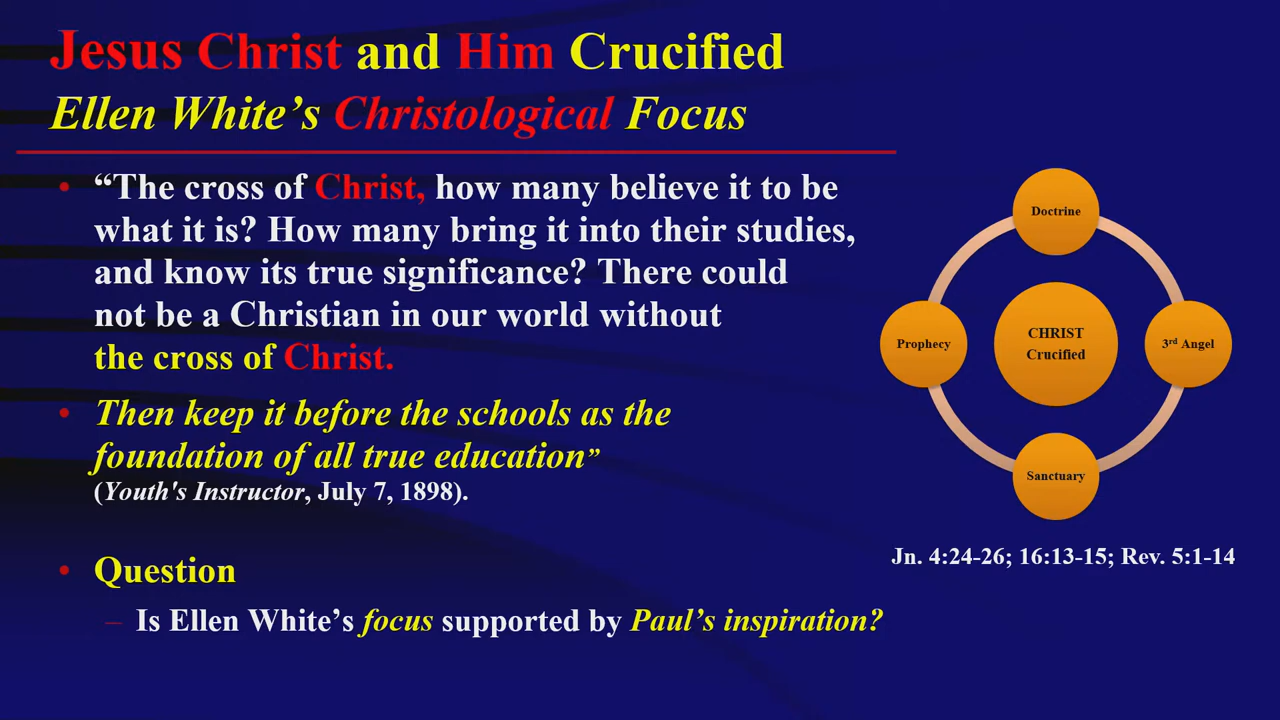 Jesus Christ and Him Crucified
Ellen White’s Christological Focus
• “The cross of Christ, how many believe it to be
what it is? How many bring it into their studies,
and know its true significance? There could
not be a Christian in our world without
the cross of Christ.
• Then keep it before the schools as the
foundation of all true education”
(Youth's Instructor, July 7, 1898).
• Question
– Is Ellen White’s focus supported by Paul’s inspiration?
Doctrine
Prophecy
CHRIST
Crucified
3rd Angel
Sanctuary
Jn. 4:24-26; 16:13-15; Rev. 5:1-14